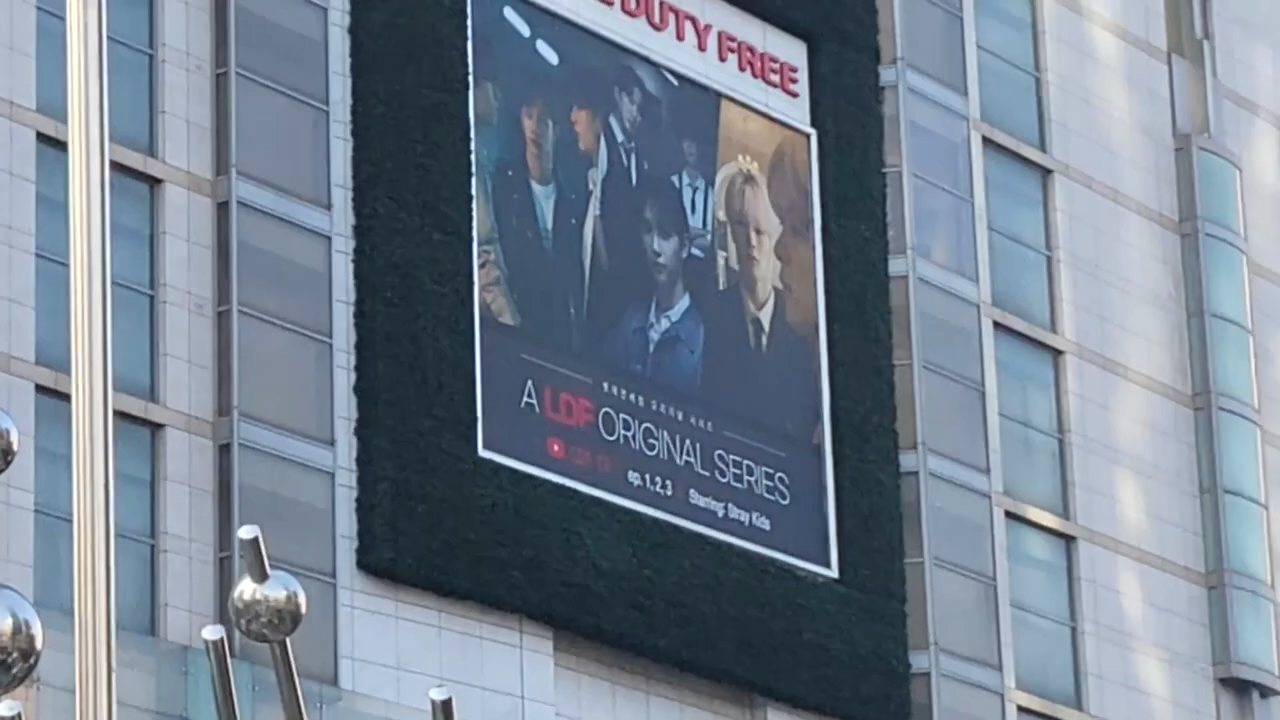 DUTY FREE
A LDF ORIGINAL SERIES
ep. 1, 2, 3 Starring: Stray Kids